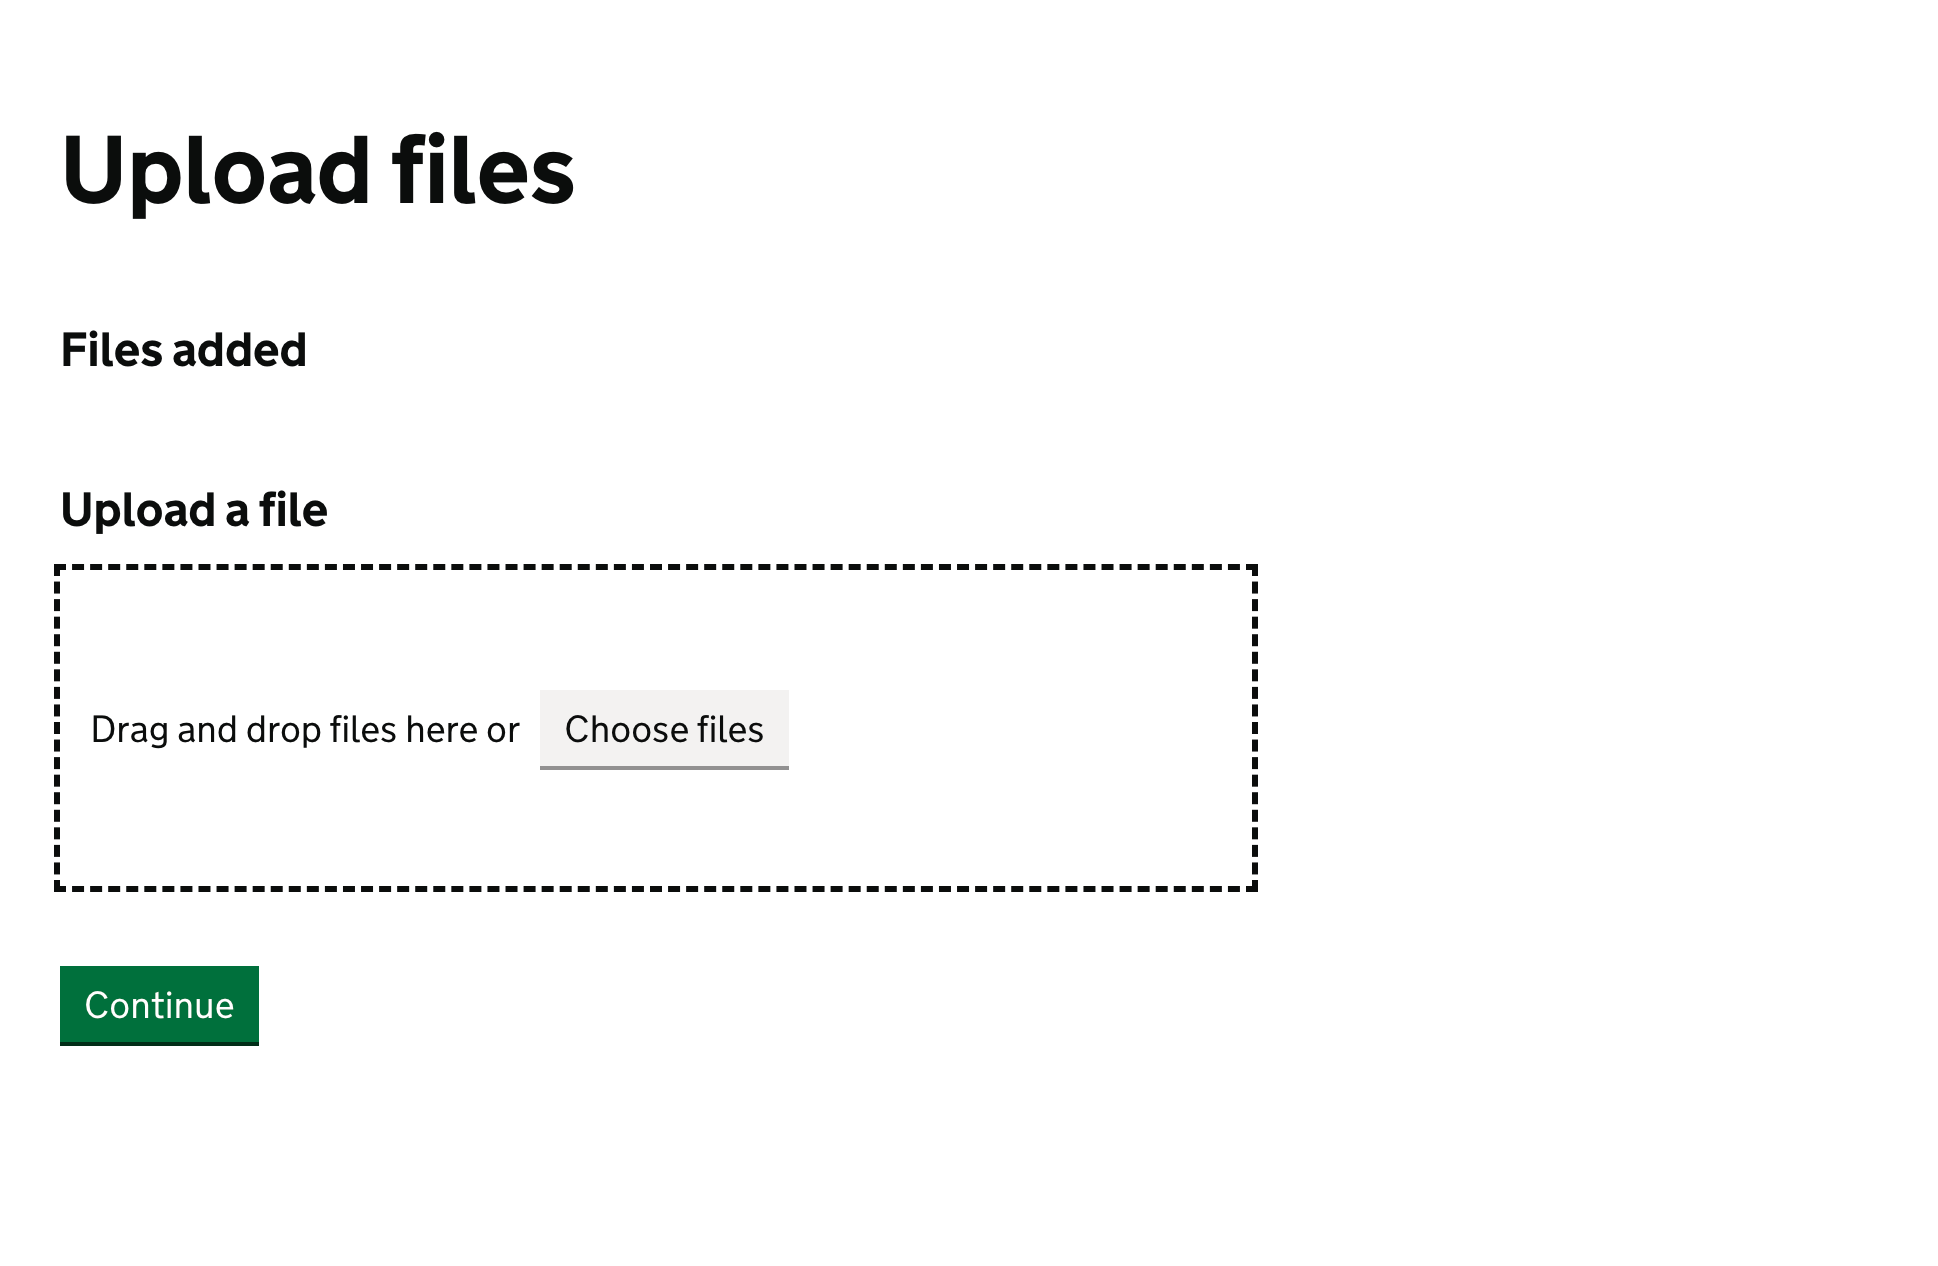 Upload files
Files added
Upload a file
Drag and drop files here or Choose files
Continue